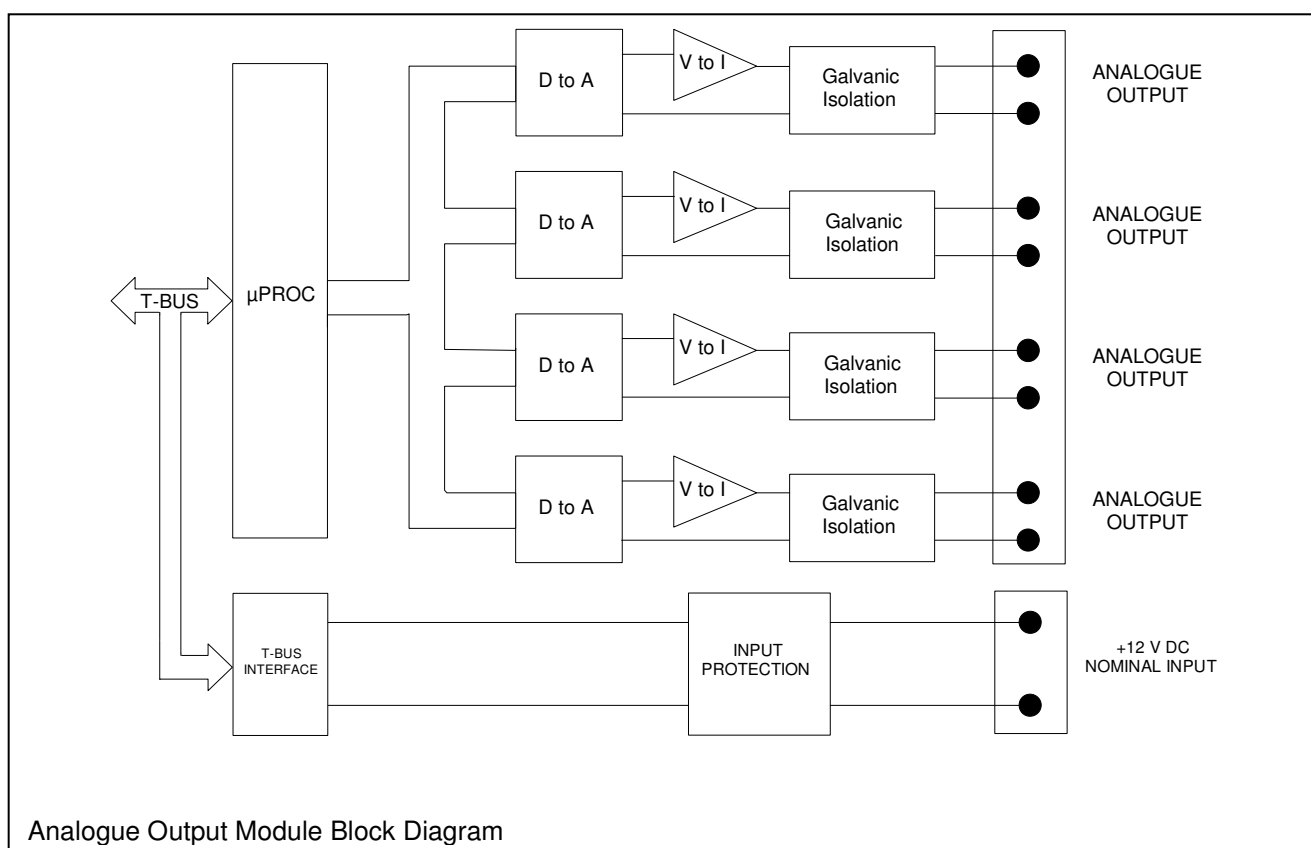 D to A
V to I
Galvanic
Isolation
ANALOGUE
OUTPUT
D to A
V to I
Galvanic
Isolation
ANALOGUE
OUTPUT
T-BUS
µPROC
D to A
V to I
Galvanic
Isolation
ANALOGUE
OUTPUT
D to A
V to I
Galvanic
Isolation
ANALOGUE
OUTPUT
T-BUS
INTERFACE
INPUT
PROTECTION
+12 V DC
NOMINAL INPUT
Analogue Output Module Block Diagram